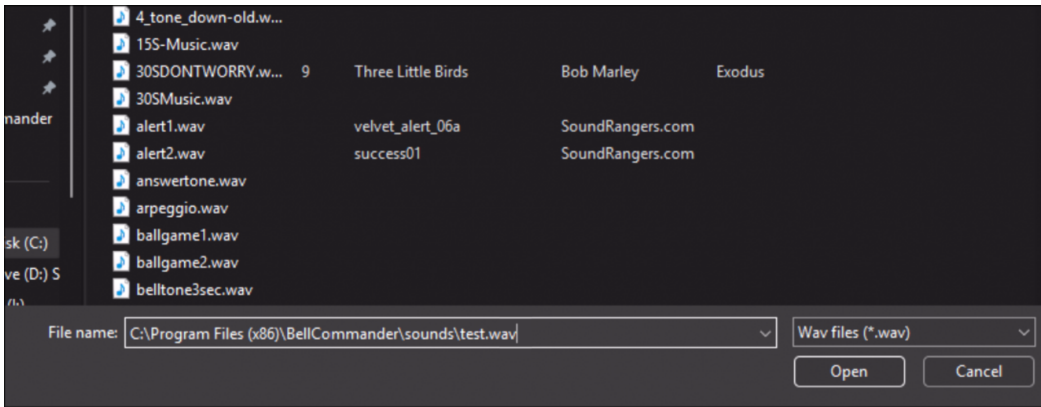 4_tone_down-old.w...
15S-Music.wav
30SDONTWORRY.w... 9 Three Little Birds Bob Marley Exodus
30SMusic.wav
mander alert1.wav velvet_alert_06a SoundRangers.com
alert2.wav success01 SoundRangers.com
answertone.wav
arpeggio.wav
ballgame1.wav
sk (C:)
ballgame2.wav
ve (D:) S
belltone3sec.wav
File name: C:\Program Files (x86)\BellCommander\sounds\test.wav Wav files (*.wav)
Open Cancel